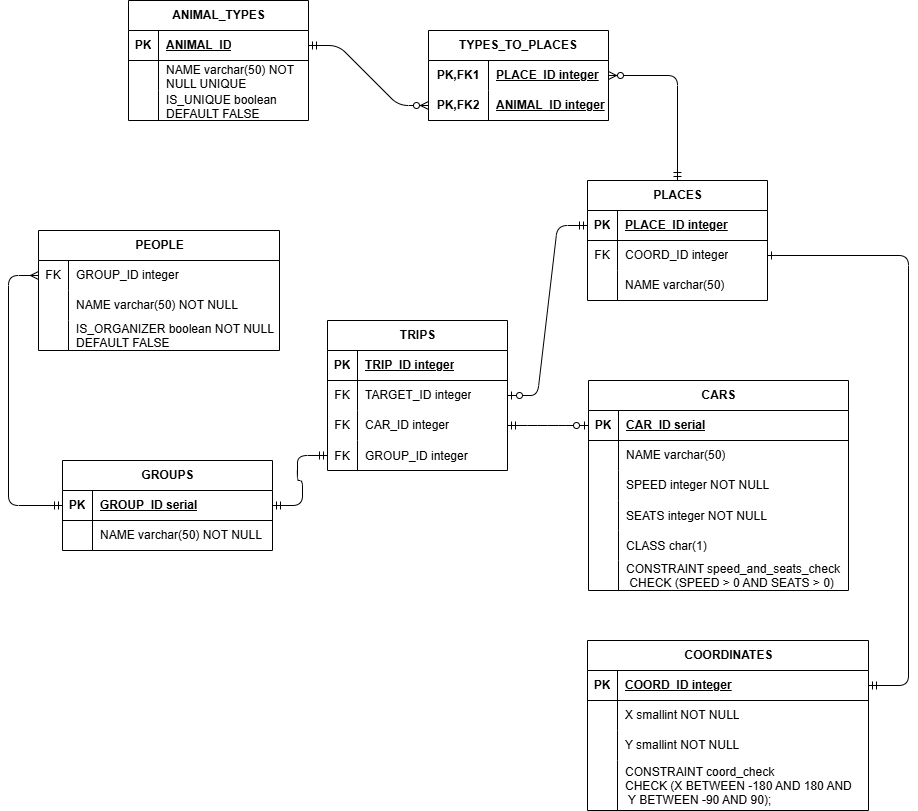 ANIMAL_TYPES
PK
ANIMAL_ID
NAME varchar(50) NOT
NULL UNIQUE
IS_UNIQUE boolean
DEFAULT FALSE
TYPES_TO_PLACES
PK,FK1
PLACE_ID integer
PK,FK2
ANIMAL_ID integer
PLACES
PK
PLACE_ID integer
FK
COORD_ID integer
NAME varchar(50)
PEOPLE
FK
GROUP_ID integer
NAME varchar(50) NOT NULL
IS_ORGANIZER boolean NOT NULL
DEFAULT FALSE
TRIPS
PK
TRIP_ID integer
FK
TARGET_ID integer
FK
CAR_ID integer
FK
GROUP_ID integer
CARS
PK
CAR_ID serial
NAME varchar(50)
SPEED integer NOT NULL
SEATS integer NOT NULL
CLASS char(1)
CONSTRAINT speed_and_seats_check
CHECK (SPEED > 0 AND SEATS > 0)
GROUPS
PK
GROUP_ID serial
NAME varchar(50) NOT NULL
COORDINATES
PK
COORD_ID integer
X smallint NOT NULL
Y smallint NOT NULL
CONSTRAINT coord_check
CHECK (X BETWEEN -180 AND 180 AND
Y BETWEEN -90 AND 90);